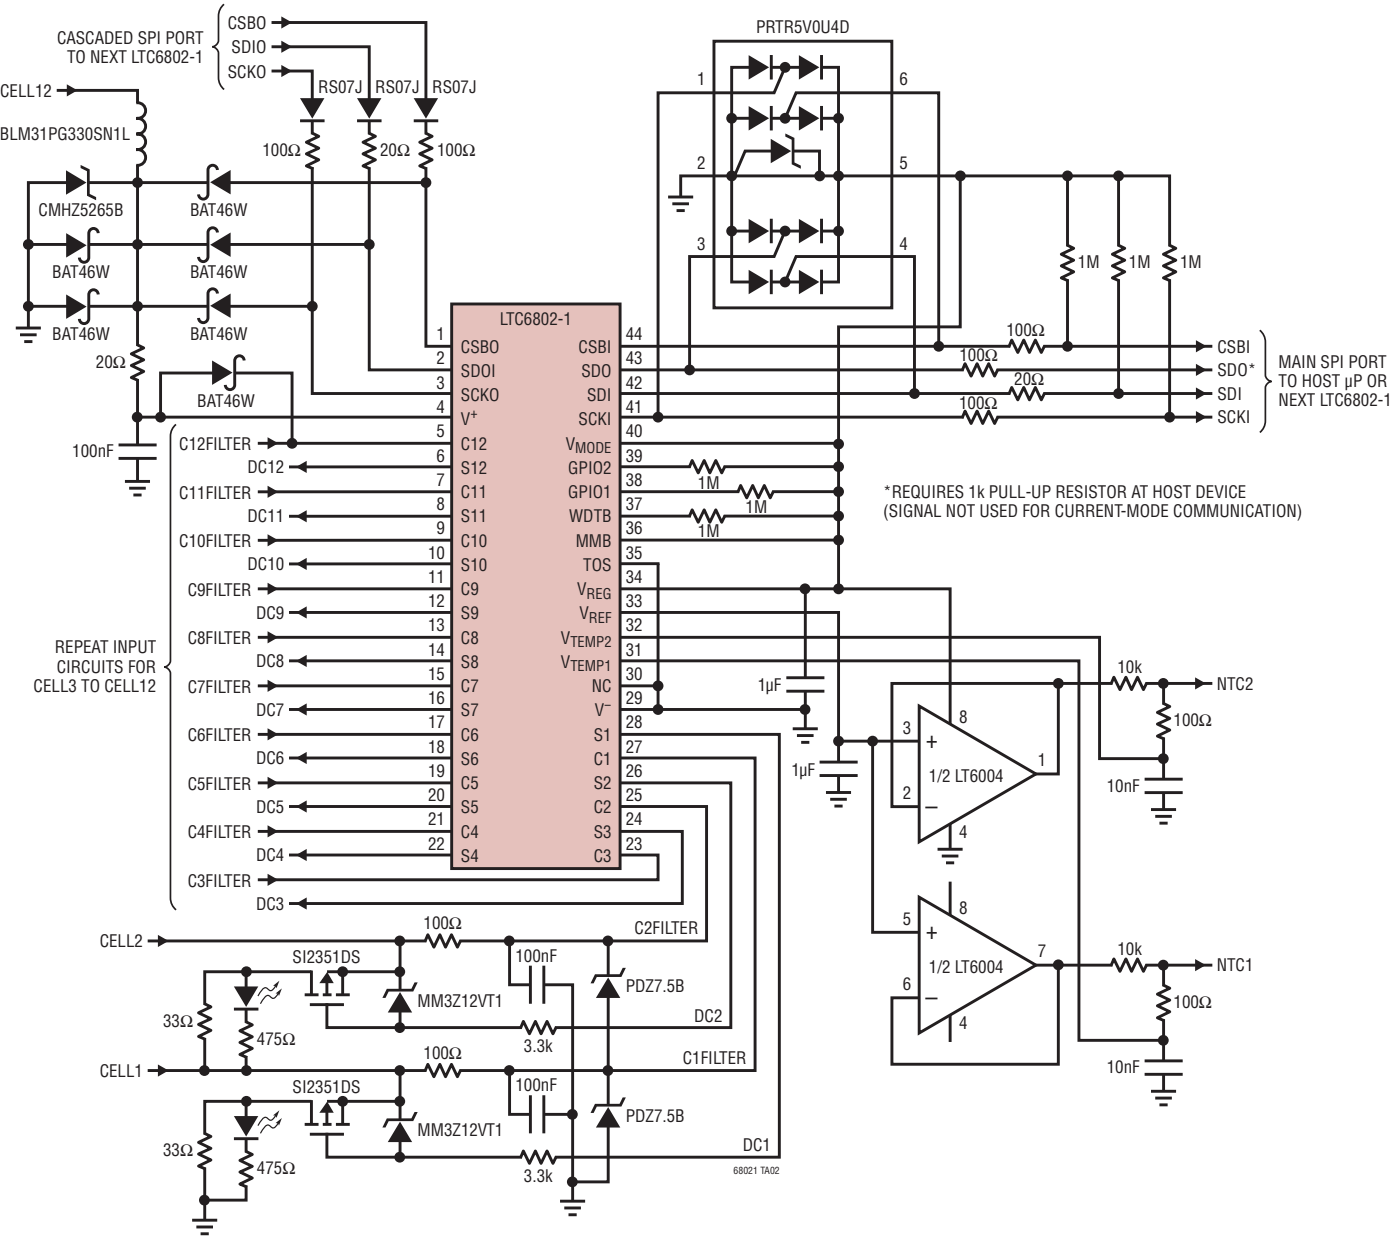 CSBO
CASCADED SPI PORT
TO NEXT LTC6802-1
SDIO
SCKO
CELL12
BLM31PG330SN1L
RS07J
RS07J
RS07J
100Ω
20Ω
100Ω
CMHZ5265B
BAT46W
BAT46W
BAT46W
BAT46W
BAT46W
20Ω
BAT46W
100nF
PRTR5V0U4D
1
6
2
5
3
4
1M
1M
1M
LTC6802-1
1
CSBO
2
SDOI
3
SCKO
4
V+
5
C12
6
S12
7
C11
8
S11
9
C10
10
S10
11
C9
12
S9
13
C8
14
S8
15
C7
16
S7
17
C6
18
S6
19
C5
20
S5
21
C4
22
S4
44
CSBI
43
SDO
42
SDI
41
SCKI
40
VMODE
39
GPIO2
38
GPIO1
37
WDTB
36
MMB
35
TOS
34
VREG
33
VREF
32
VTEMP2
31
VTEMP1
30
NC
29
V−
28
S1
27
C1
26
S2
25
C2
24
S3
23
C3
100Ω
CSBI
100Ω
SDO*
20Ω
SDI
100Ω
SCKI
MAIN SPI PORT
TO HOST µP OR
NEXT LTC6802-1
1M
1M
1M
*REQUIRES 1k PULL-UP RESISTOR AT HOST DEVICE
(SIGNAL NOT USED FOR CURRENT-MODE COMMUNICATION)
C12FILTER
DC12
C11FILTER
DC11
C10FILTER
DC10
C9FILTER
DC9
C8FILTER
DC8
C7FILTER
DC7
C6FILTER
DC6
C5FILTER
DC5
C4FILTER
DC4
C3FILTER
DC3
REPEAT INPUT
CIRCUITS FOR
CELL3 TO CELL12
1µF
1µF
3
+
2
−
8
1/2 LT6004
1
4
10k
NTC2
100Ω
10nF
5
+
6
−
8
1/2 LT6004
7
4
10k
NTC1
100Ω
10nF
CELL2
100Ω
C2FILTER
SI2351DS
100nF
MM3Z12VT1
PDZ7.5B
33Ω
475Ω
3.3k
DC2
CELL1
100Ω
C1FILTER
SI2351DS
100nF
MM3Z12VT1
PDZ7.5B
33Ω
475Ω
3.3k
DC1
68021 TA02